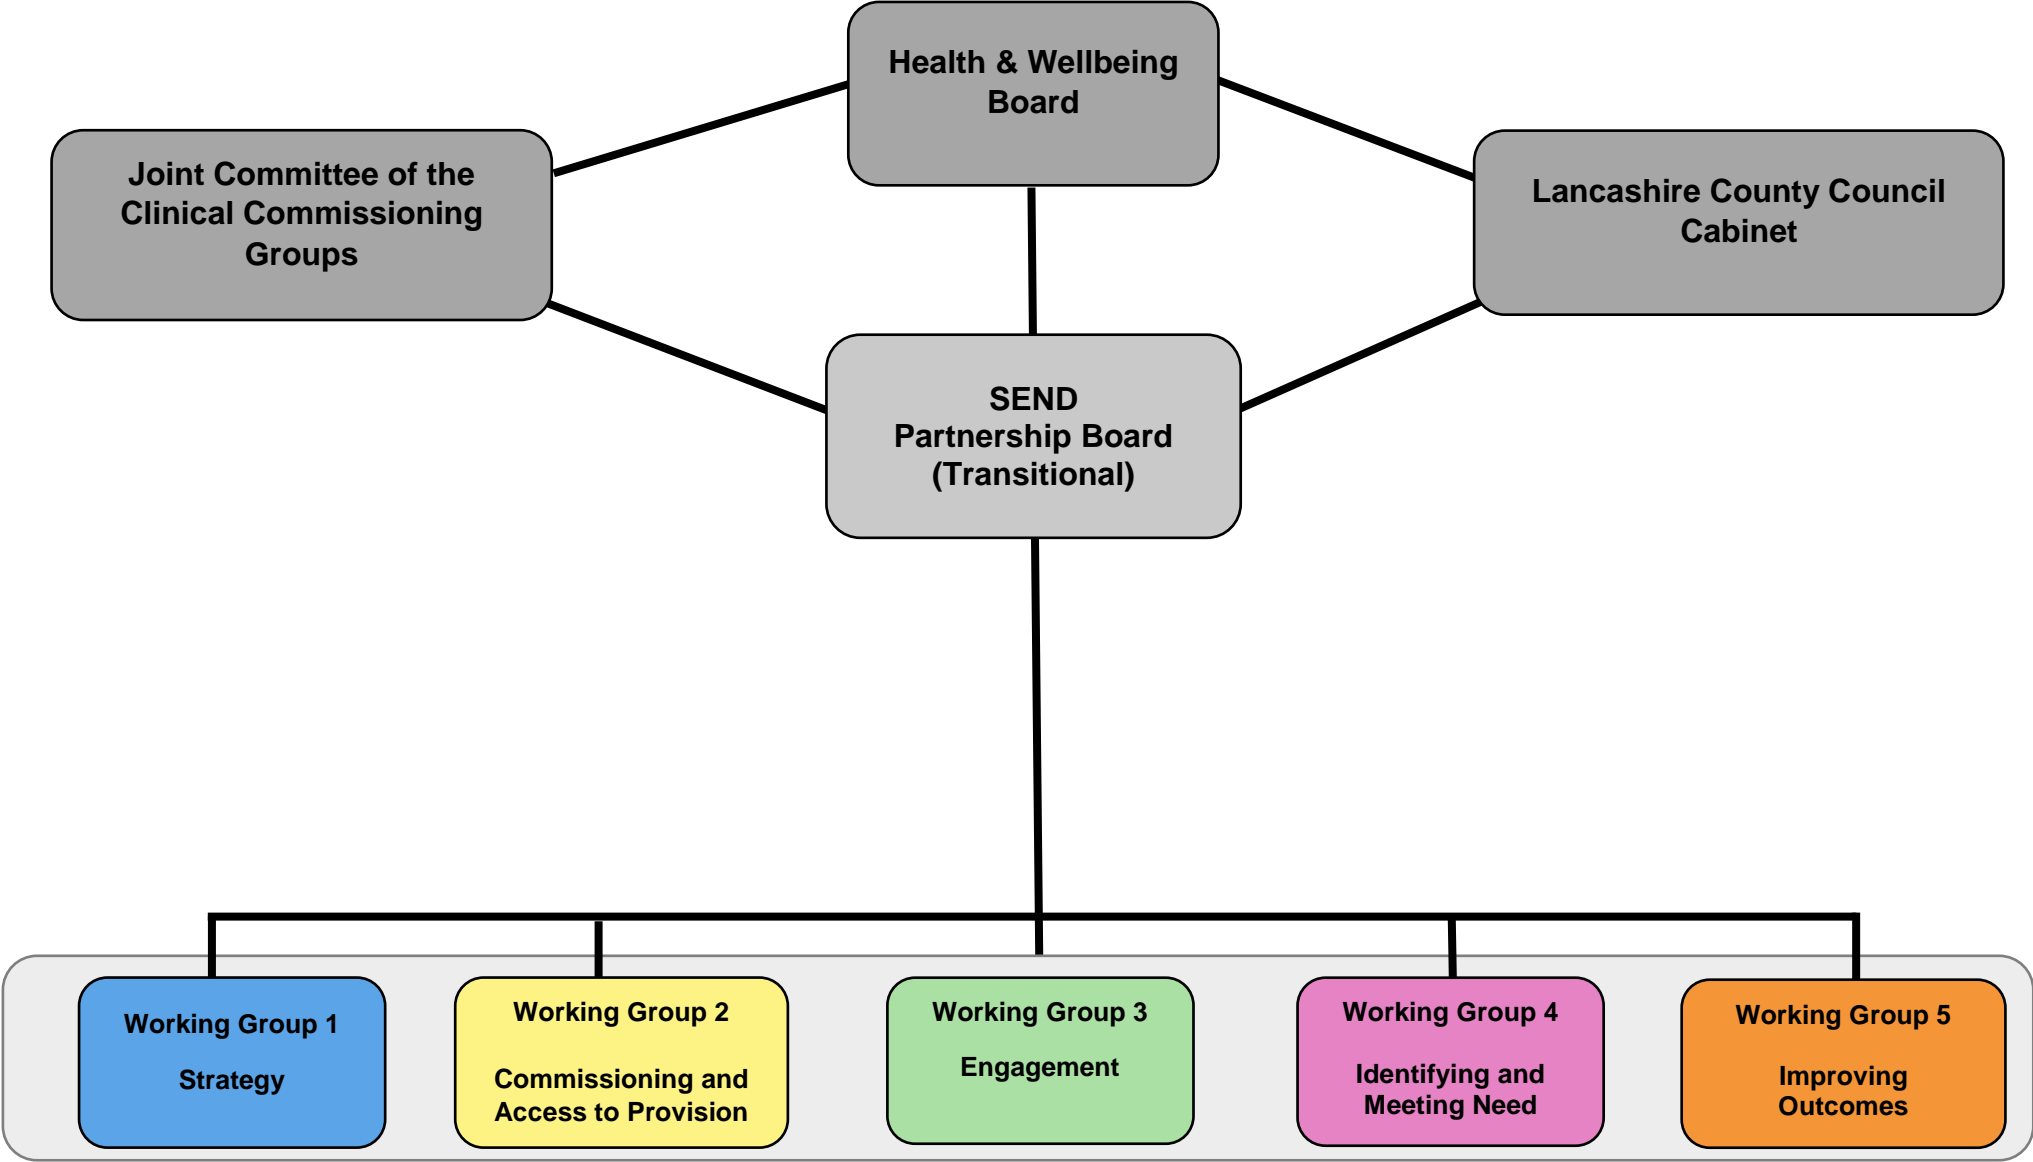 Health & Wellbeing
Board
Joint Committee of the
Clinical Commissioning
Groups
Lancashire County Council
Cabinet
SEND
Partnership Board
(Transitional)
Working Group 1
Strategy
Working Group 2
Commissioning and
Access to Provision
Working Group 3
Engagement
Working Group 4
Identifying and
Meeting Need
Working Group 5
Improving
Outcomes